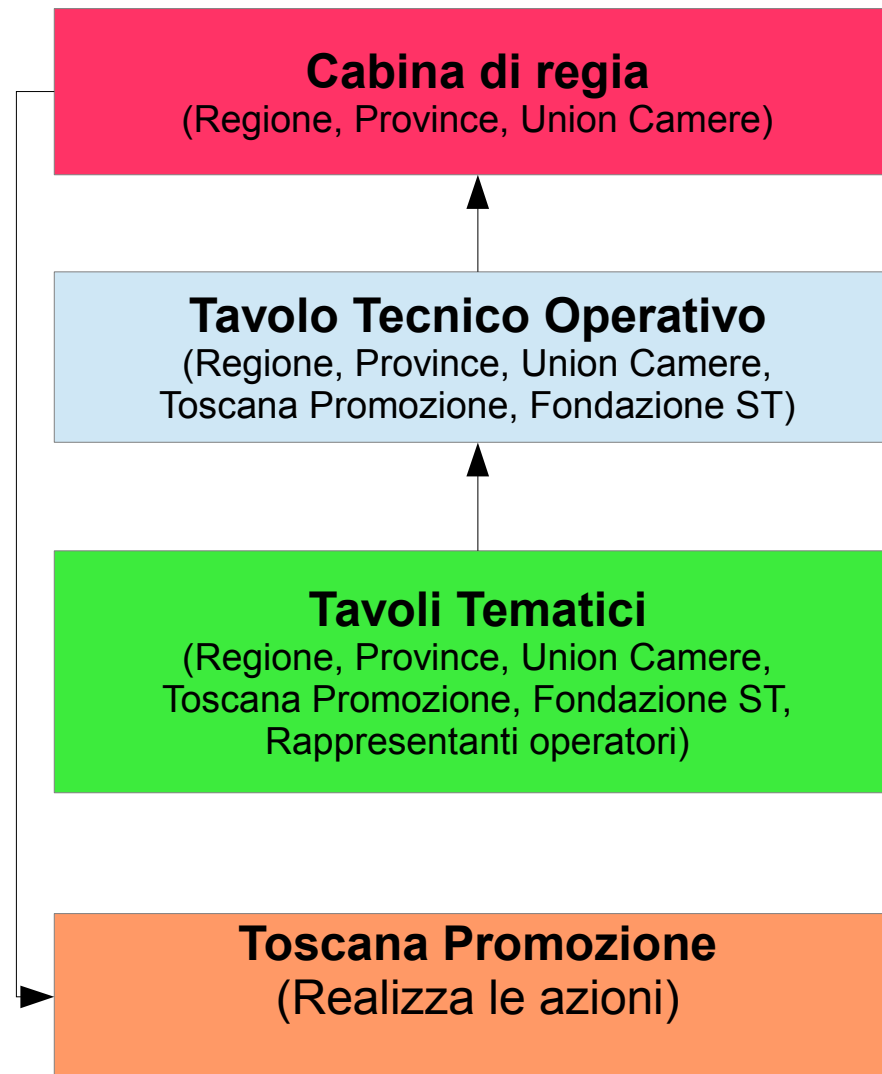 Cabina di regia
(Regione, Province, Union Camere)
Tavolo Tecnico Operativo
(Regione, Province, Union Camere,
Toscana Promozione, Fondazione ST)
Tavoli Tematici
(Regione, Province, Union Camere,
Toscana Promozione, Fondazione ST,
Rappresentanti operatori)
Toscana Promozione
(Realizza le azioni)